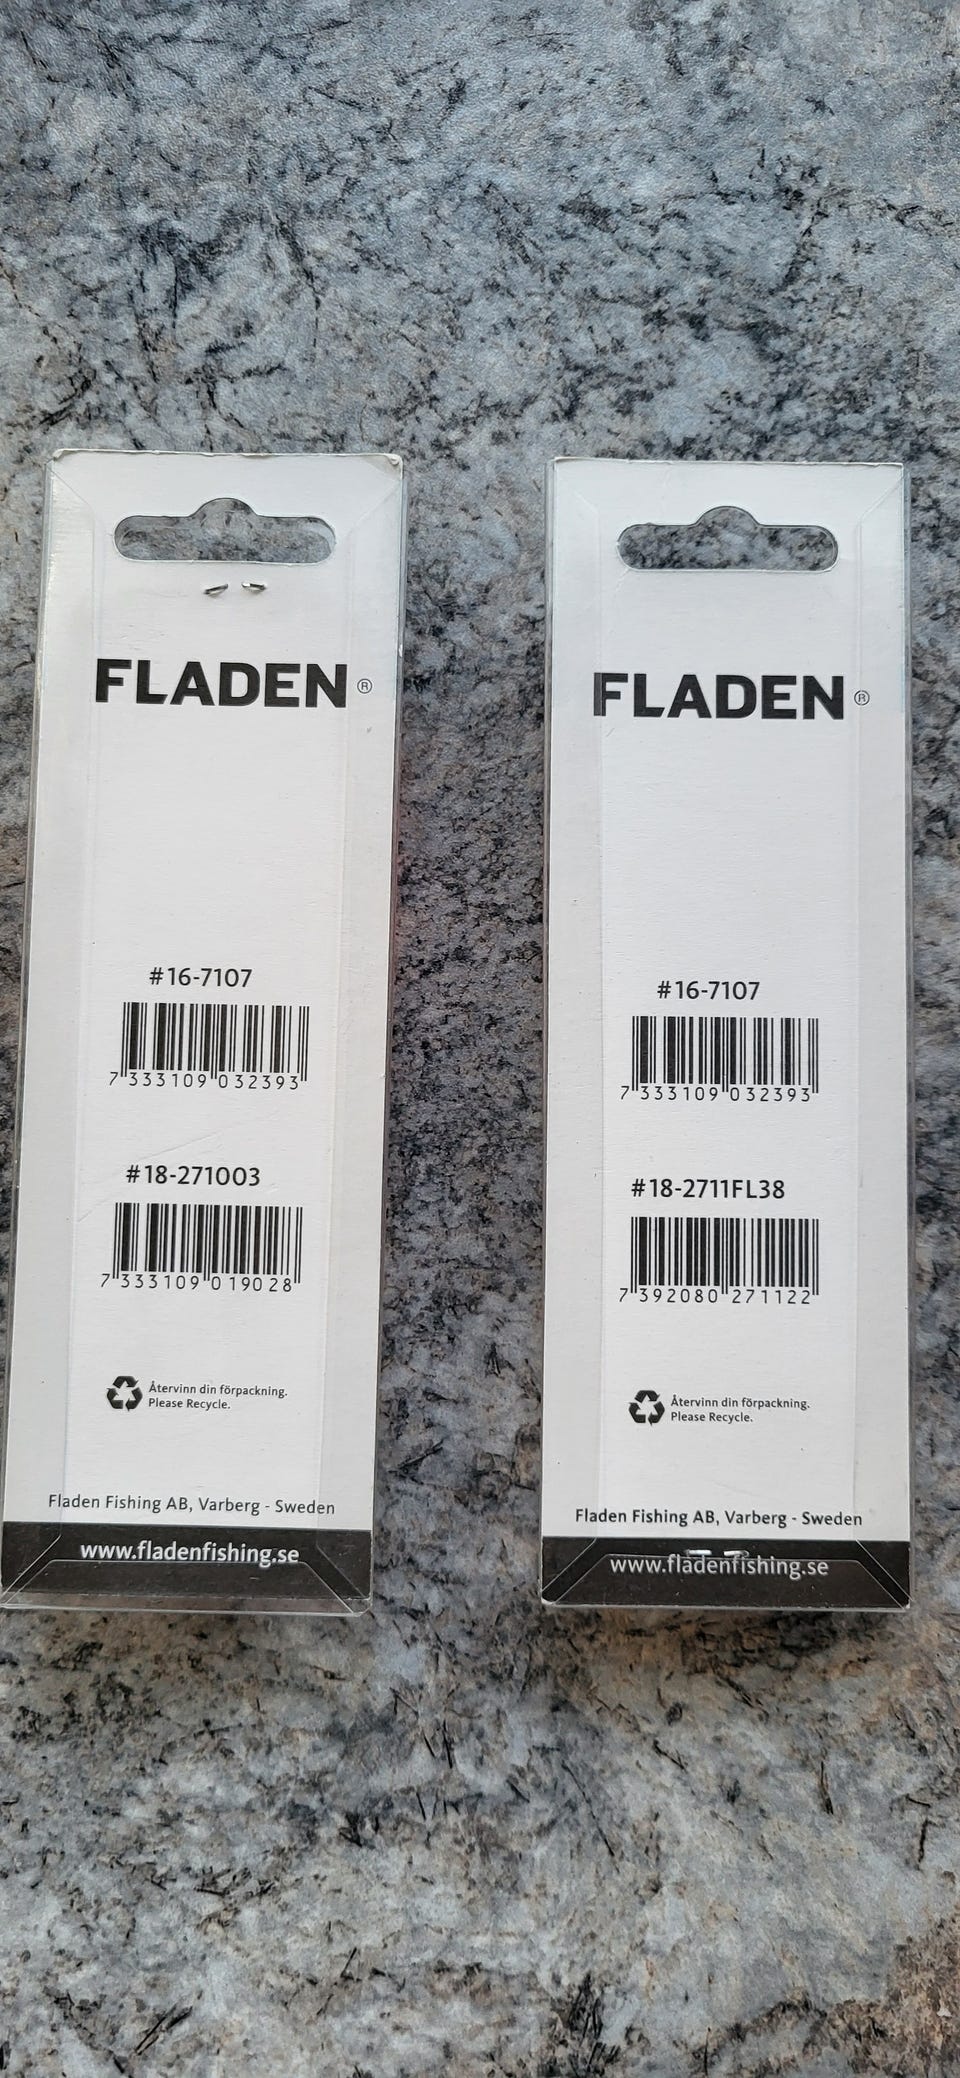 FLADEN®
#16-7107
7 333109 032393
#18-271003
7 333109 019028
Återvinn din förpackning.
Please Recycle.
Fladen Fishing AB, Varberg - Sweden
www.fladenfishing.se
FLADEN®
#16-7107
7 333109 032393
#18-2711FL38
7 392080 271122
Återvinn din förpackning.
Please Recycle.
Fladen Fishing AB, Varberg - Sweden
www.fladenfishing.se